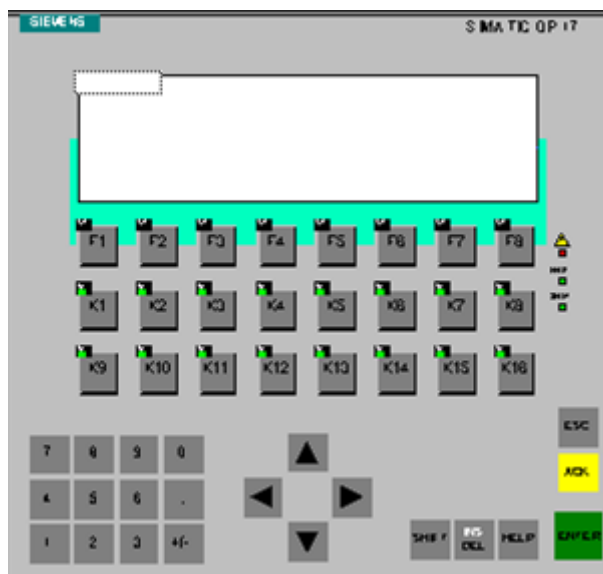 SIEMENS SIMATIC OP 17
F1 F2 F3 F4 F5 F6 F7 F8
K1 K2 K3 K4 K5 K6 K7 K8
K9 K10 K11 K12 K13 K14 K15 K16
ESC
7 8 9 0
ACK
4 5 6 .
1 2 3 +/-
SHIFT INS DEL HELP ENTER